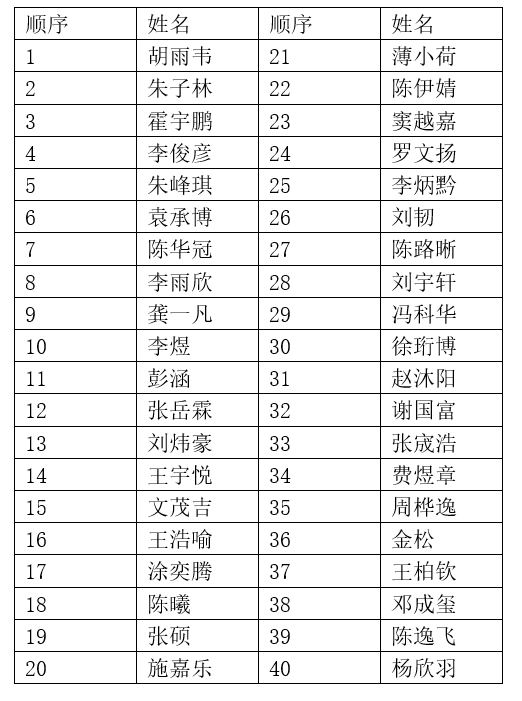 顺序 姓名 顺序 姓名
1 胡雨韦 21 薄小荷
2 朱子林 22 陈伊婧
3 霍宇鹏 23 窦越嘉
4 李俊彦 24 罗文扬
5 朱峰琪 25 李炳黔
6 袁承博 26 刘韧
7 陈华冠 27 陈路晰
8 李雨欣 28 刘宇轩
9 龚一凡 29 冯科华
10 李煜 30 徐珩博
11 彭涵 31 赵沐阳
12 张岳霖 32 谢国富
13 刘炜豪 33 张宬浩
14 王宇悦 34 费煜章
15 文茂吉 35 周桦逸
16 王浩喻 36 金松
17 涂奕腾 37 王柏钦
18 陈曦 38 邓成玺
19 张硕 39 陈逸飞
20 施嘉乐 40 杨欣羽